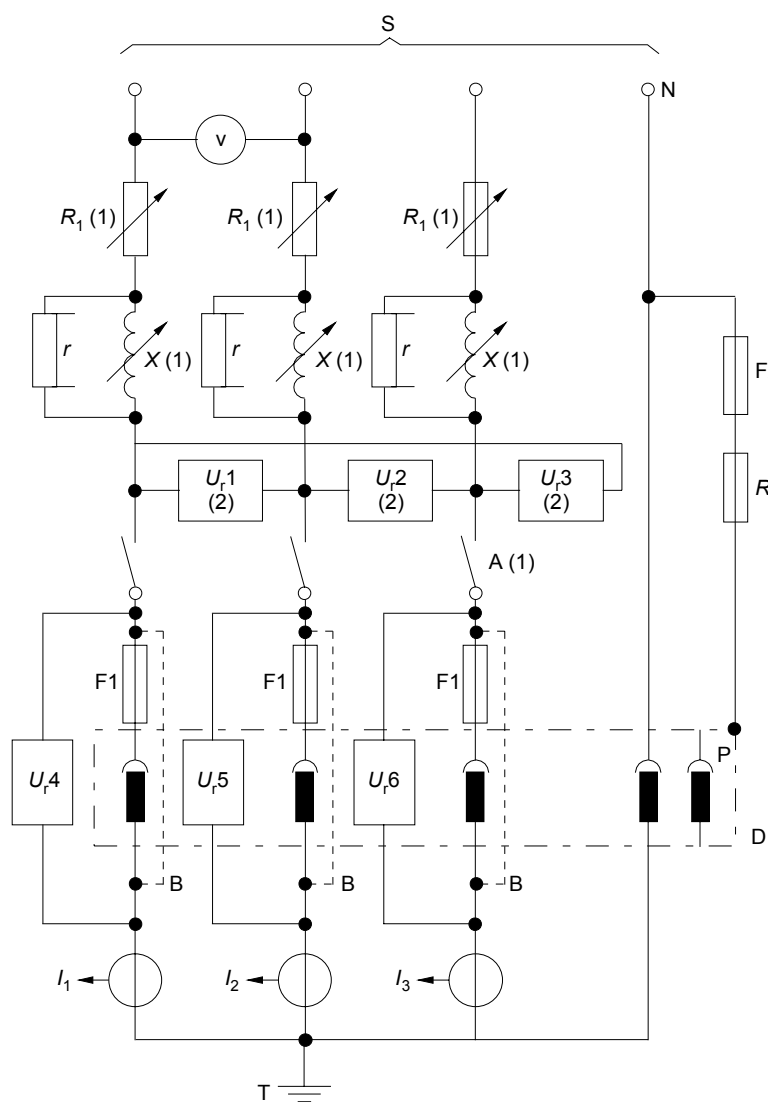 S
N
v
R₁ (1) R₁ (1) R₁ (1)
r X (1) r X (1) r X (1)
F
R
Uᵣ1 (2) Uᵣ2 (2) Uᵣ3 (2)
A (1)
F1 F1 F1
P
Uᵣ4 Uᵣ5 Uᵣ6
D
B B B
I₁ I₂ I₃
T